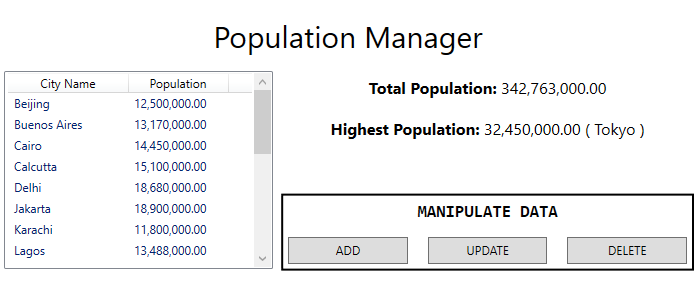 Population Manager
City Name Population
Beijing 12,500,000.00
Buenos Aires 13,170,000.00
Cairo 14,450,000.00
Calcutta 15,100,000.00
Delhi 18,680,000.00
Jakarta 18,900,000.00
Karachi 11,800,000.00
Lagos 13,488,000.00
Total Population: 342,763,000.00
Highest Population: 32,450,000.00 ( Tokyo )
MANIPULATE DATA
ADD UPDATE DELETE